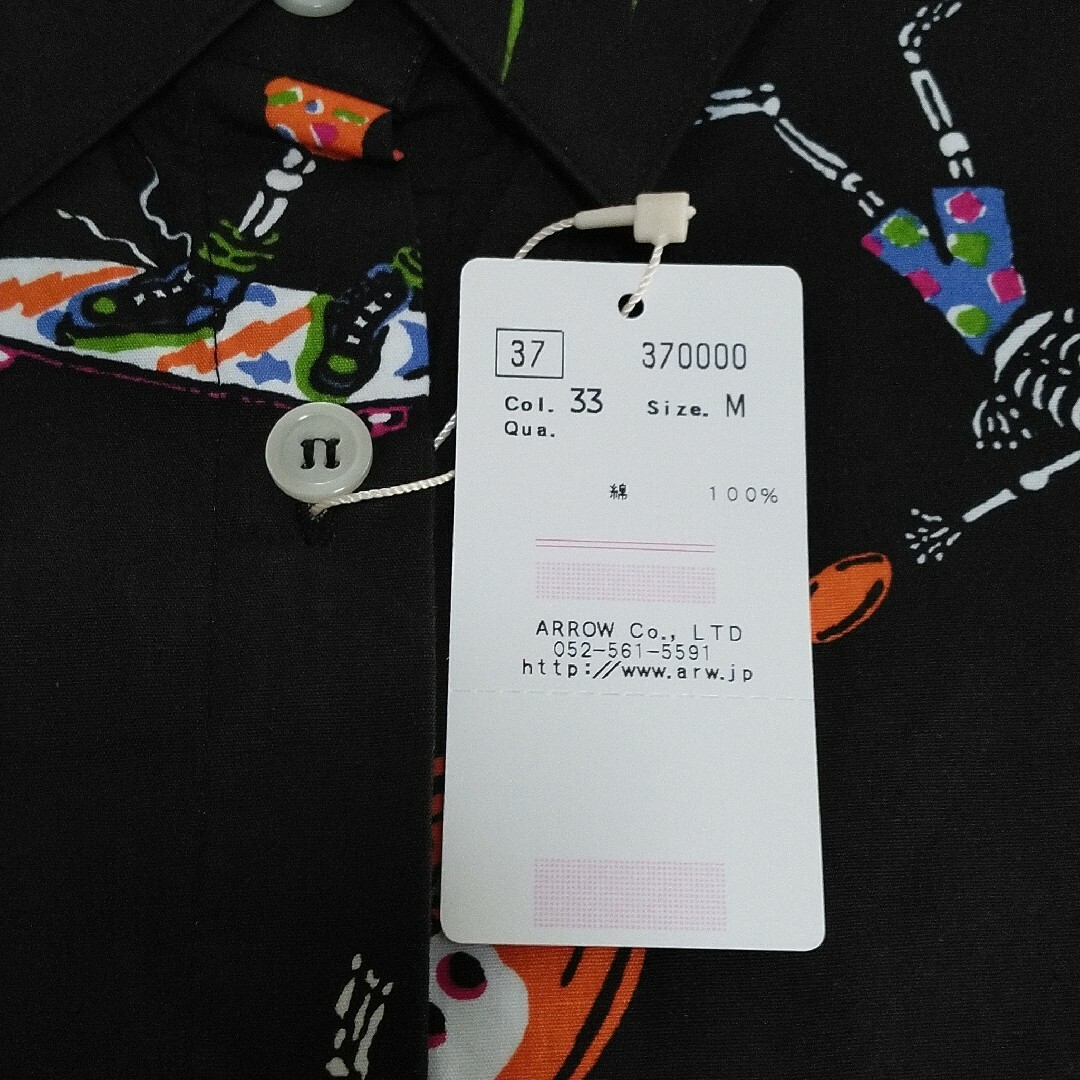 37 370000
Col. 33 Size. M
Qua.
綿 100%
ARROW Co., LTD
052-561-5591
http://www.arw.jp